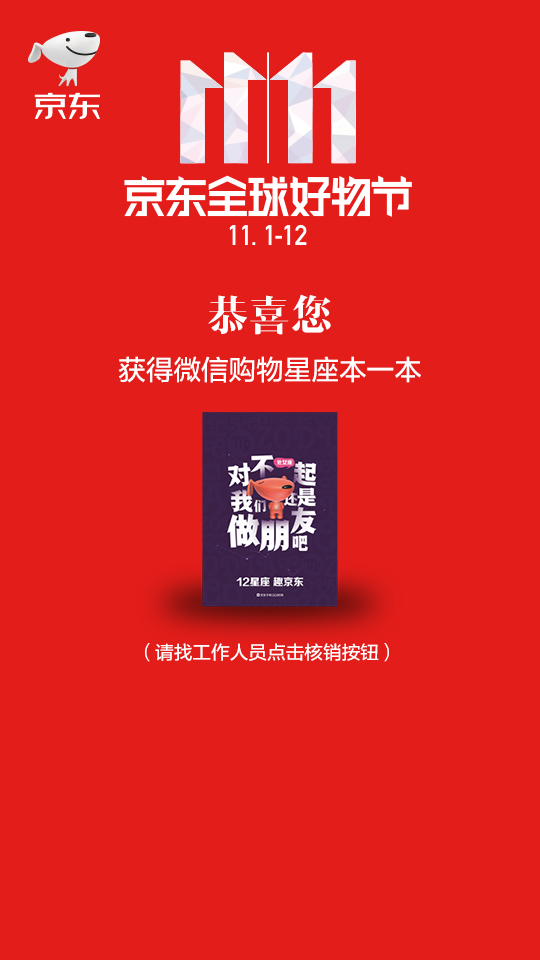 京东
11 11
京东全球好物节
11. 1-12
恭喜您
获得微信购物星座本一本
对不起
我们还是
做朋友吧
12星座 趣京东
（请找工作人员点击核销按钮）